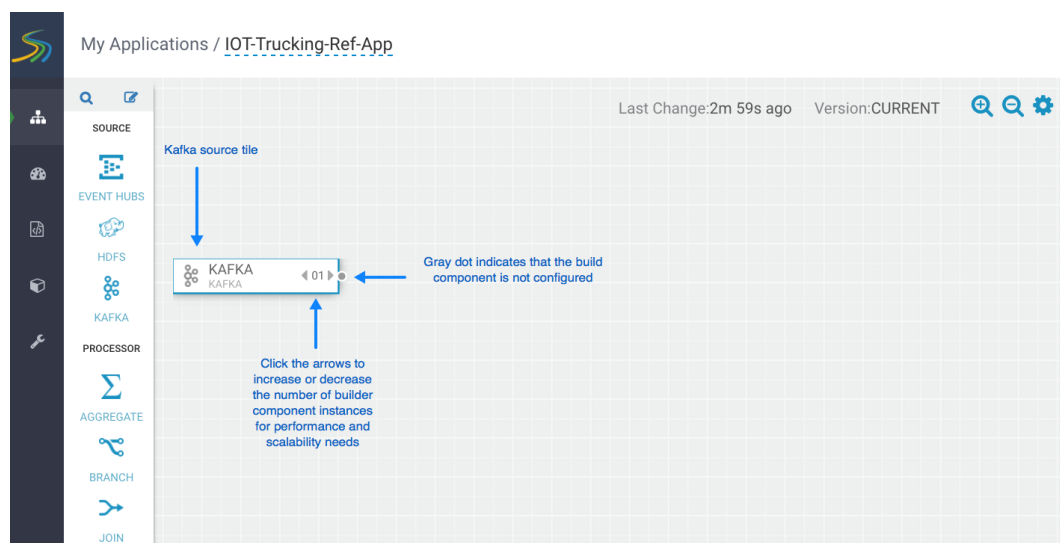 My Applications / IOT-Trucking-Ref-App
Last Change:2m 59s ago Version:CURRENT
SOURCE
EVENT HUBS
HDFS
KAFKA
PROCESSOR
AGGREGATE
BRANCH
JOIN
Kafka source tile
KAFKA
KAFKA
01
Gray dot indicates that the build
component is not configured
Click the arrows to
increase or decrease
the number of builder
component instances
for performance and
scalability needs